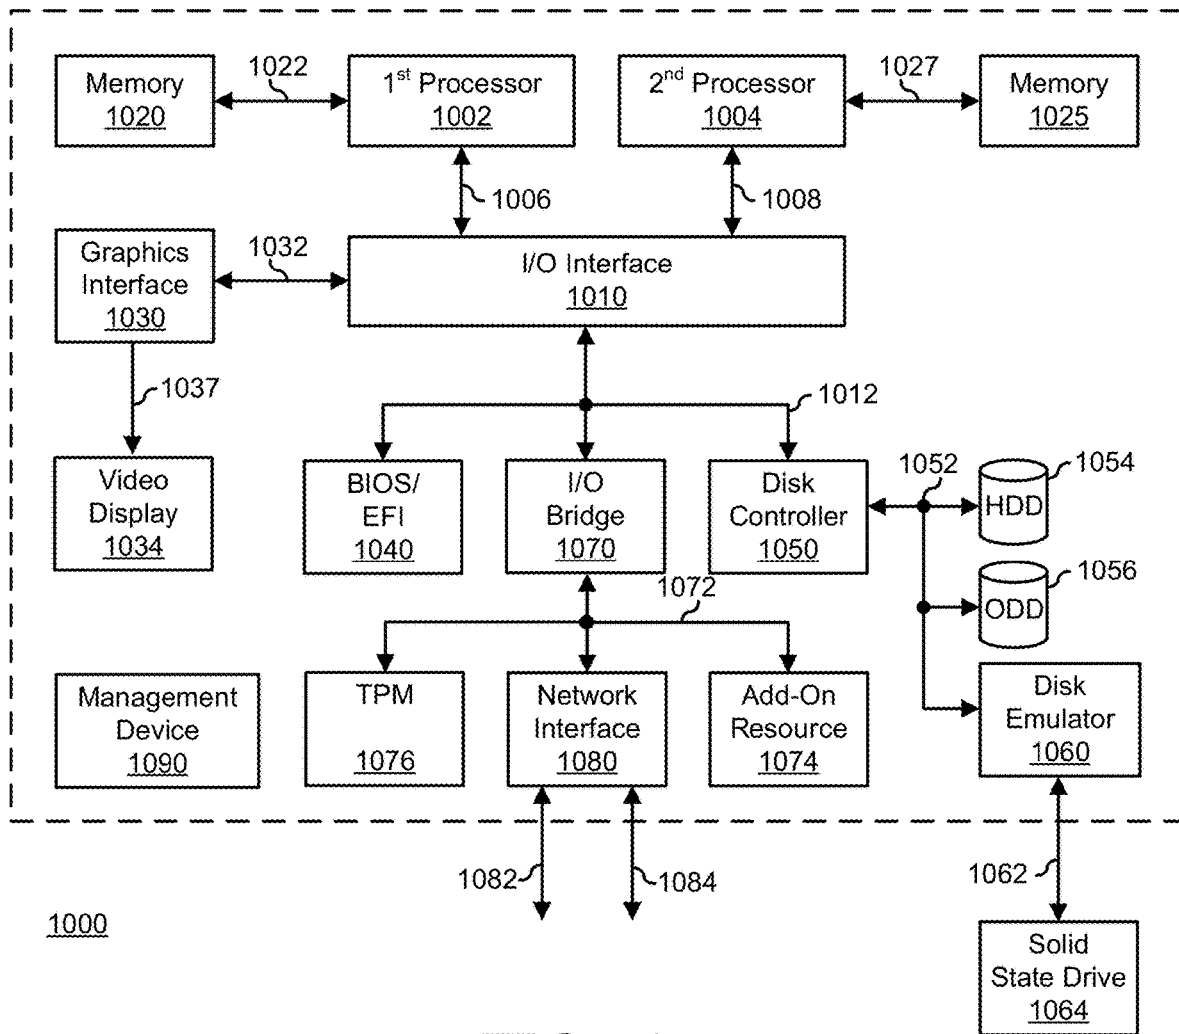 Memory
1020
1022
1st Processor
1002
2nd Processor
1004
1027
Memory
1025
1006
1008
Graphics
Interface
1030
1032
I/O Interface
1010
1037
1012
Video
Display
1034
BIOS/
EFI
1040
I/O
Bridge
1070
Disk
Controller
1050
1052
HDD
1054
ODD
1056
1072
Management
Device
1090
TPM
1076
Network
Interface
1080
Add-On
Resource
1074
Disk
Emulator
1060
1082
1084
1062
1000
Solid
State Drive
1064